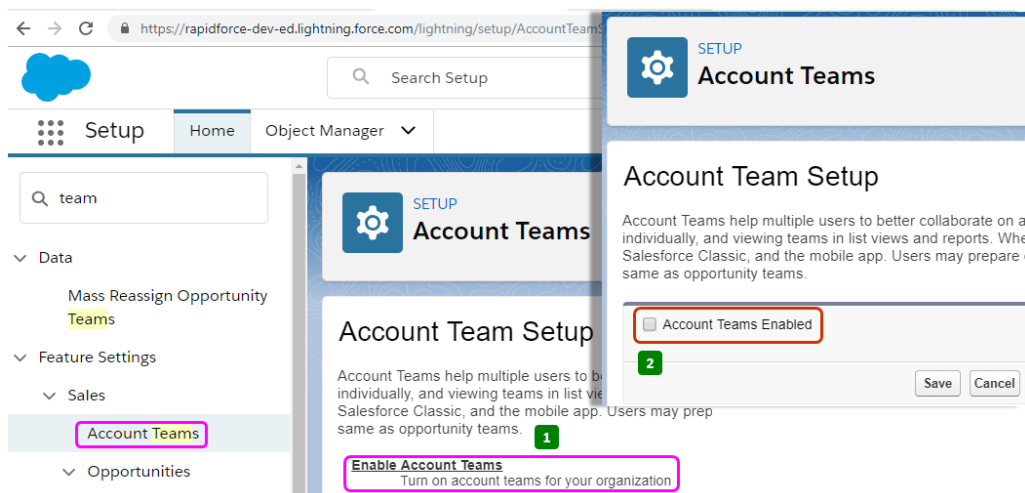 https://rapidforce-dev-ed.lightning.force.com/lightning/setup/AccountTeam
Search Setup
Setup
Home
Object Manager
team
Data
Mass Reassign Opportunity
Teams
Feature Settings
Sales
Account Teams
Opportunities
SETUP
Account Teams
Account Team Setup
Account Teams help multiple users to b
individually, and viewing teams in list vie
Salesforce Classic, and the mobile app. Users may prep
same as opportunity teams.
1
Enable Account Teams
Turn on account teams for your organization
SETUP
Account Teams
Account Team Setup
Account Teams help multiple users to better collaborate on a
individually, and viewing teams in list views and reports. Whe
Salesforce Classic, and the mobile app. Users may prepare
same as opportunity teams.
Account Teams Enabled
2
Save
Cancel